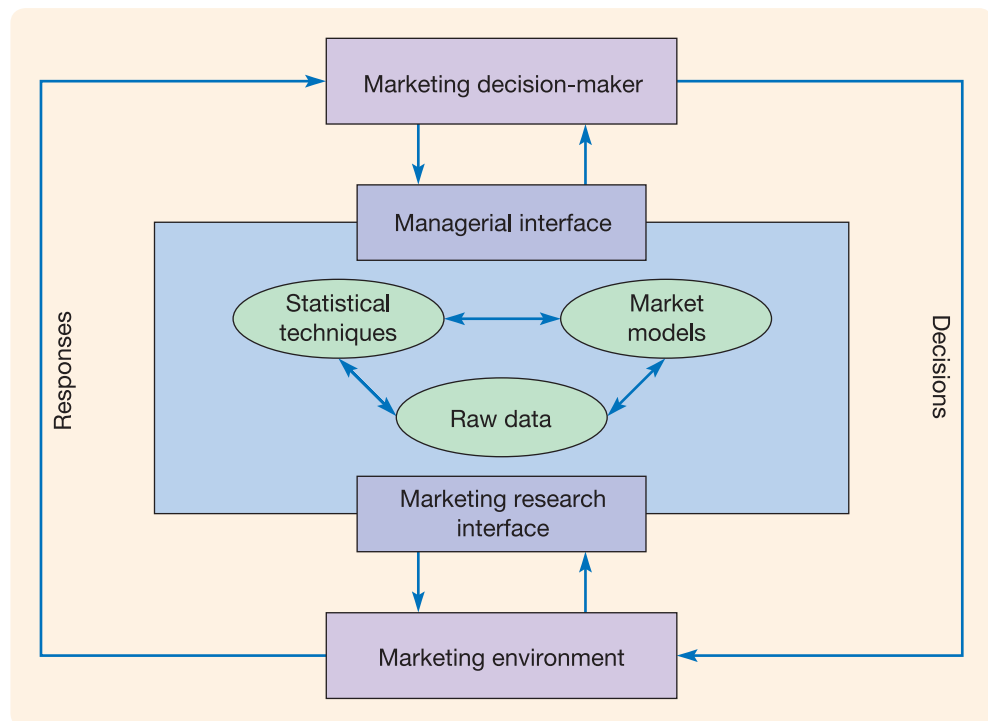 Marketing decision-maker
Managerial interface
Statistical
techniques
Market
models
Raw data
Responses
Decisions
Marketing research
interface
Marketing environment